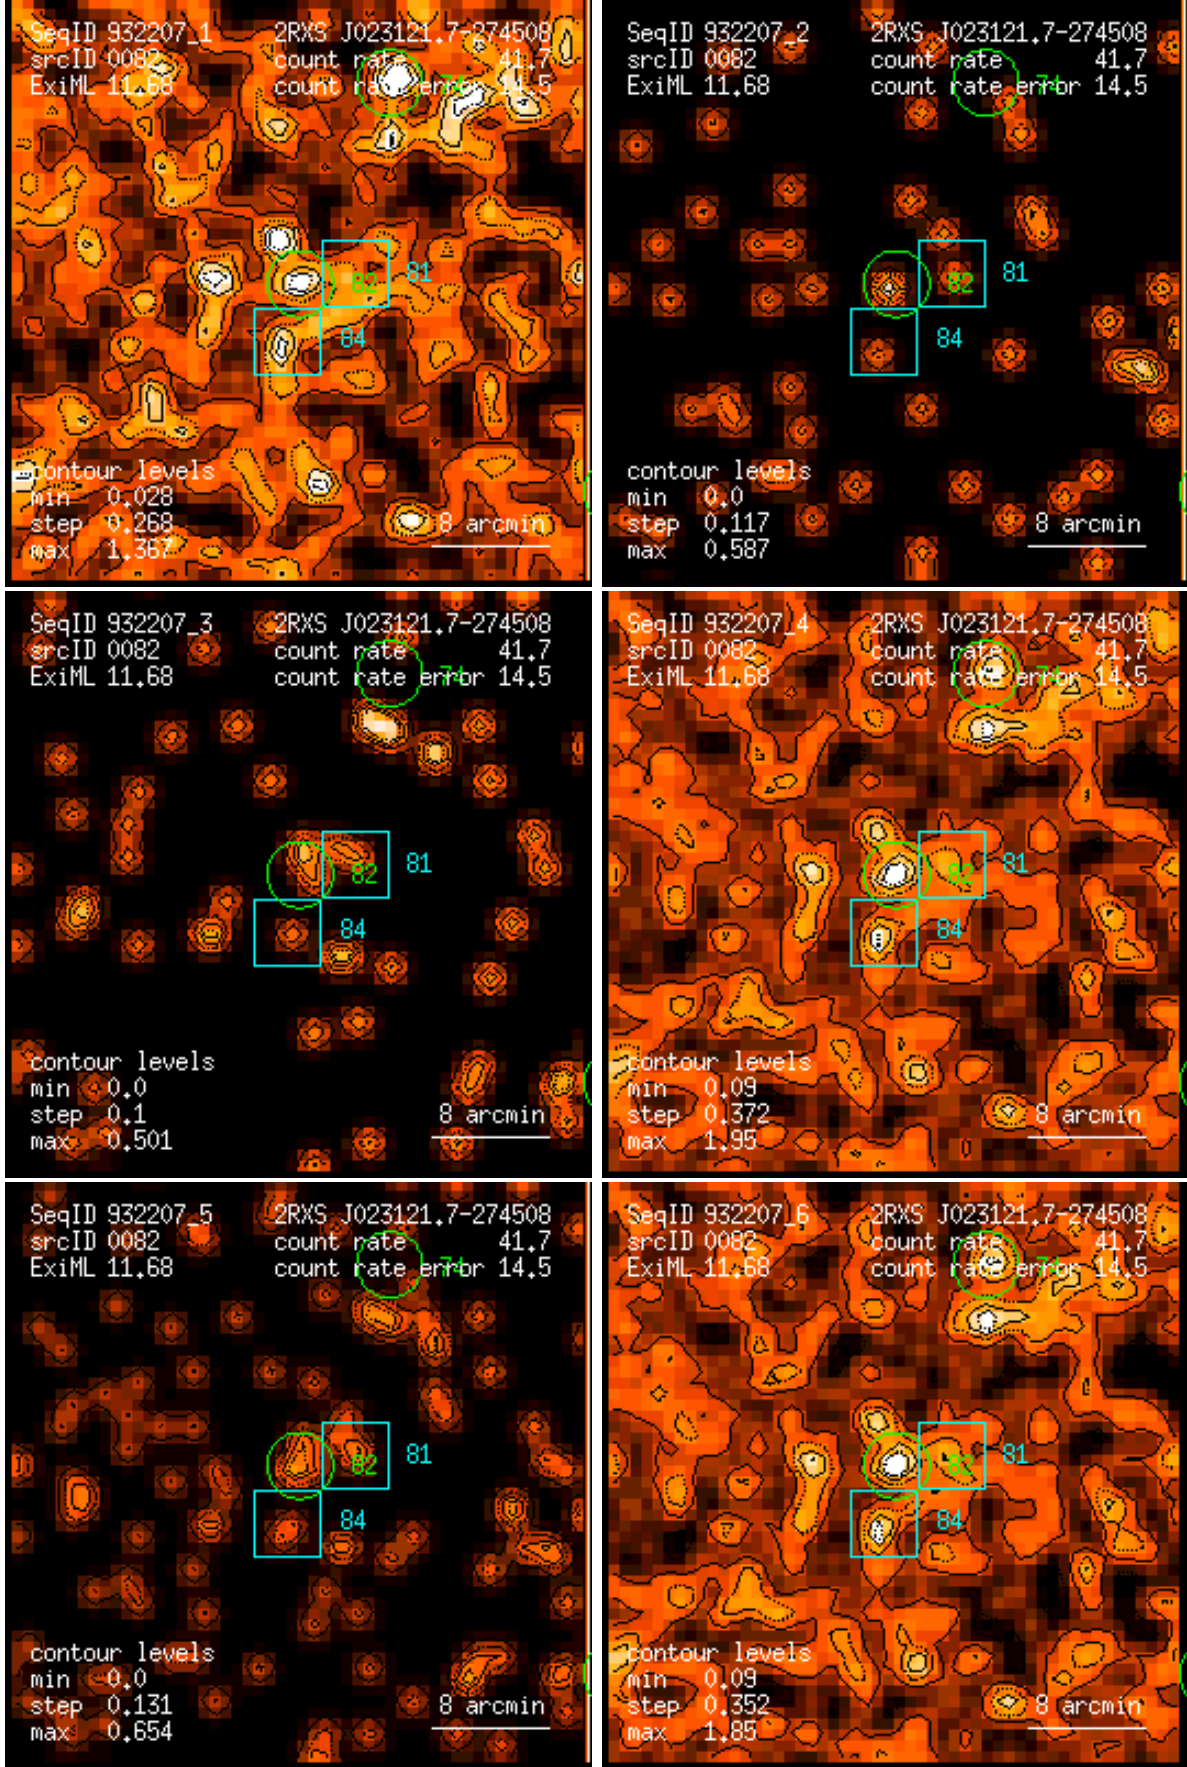 SeqID 932207_1 2RXS J023121.7-274508
srcID 0082 count rate 41.7
ExiML 11.68 count rate error 14.5
74
81
82
84
contour levels
min 0.028
step 0.268
max 1.367
8 arcmin
SeqID 932207_2 2RXS J023121.7-274508
srcID 0082 count rate 41.7
ExiML 11.68 count rate error 14.5
74
81
82
84
contour levels
min 0.0
step 0.117
max 0.587
8 arcmin
SeqID 932207_3 2RXS J023121.7-274508
srcID 0082 count rate 41.7
ExiML 11.68 count rate error 14.5
74
81
82
84
contour levels
min 0.0
step 0.1
max 0.501
8 arcmin
SeqID 932207_4 2RXS J023121.7-274508
srcID 0082 count rate 41.7
ExiML 11.68 count rate error 14.5
74
81
82
84
contour levels
min 0.09
step 0.372
max 1.95
8 arcmin
SeqID 932207_5 2RXS J023121.7-274508
srcID 0082 count rate 41.7
ExiML 11.68 count rate error 14.5
74
81
82
84
contour levels
min 0.0
step 0.131
max 0.654
8 arcmin
SeqID 932207_6 2RXS J023121.7-274508
srcID 0082 count rate 41.7
ExiML 11.68 count rate error 14.5
74
81
82
84
contour levels
min 0.09
step 0.352
max 1.85
8 arcmin